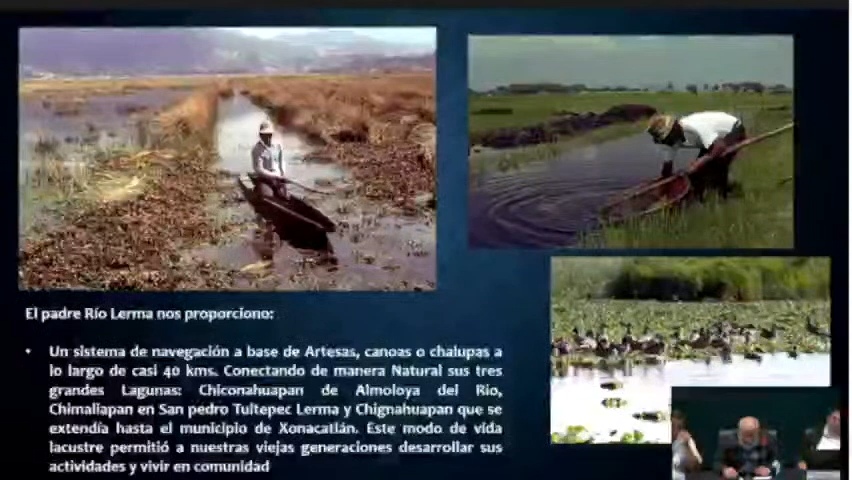 El padre Río Lerma nos proporciono:
• Un sistema de navegación a base de Artesas, canoas o chalupas a
lo largo de casi 40 kms. Conectando de manera Natural sus tres
grandes Lagunas: Chiconahuapan de Almoloya del Rio,
Chimaliapan en San pedro Tultepec Lerma y Chignahuapan que se
extendía hasta el municipio de Xonacatlán. Este modo de vida
lacustre permitió a nuestras viejas generaciones desarrollar sus
actividades y vivir en comunidad